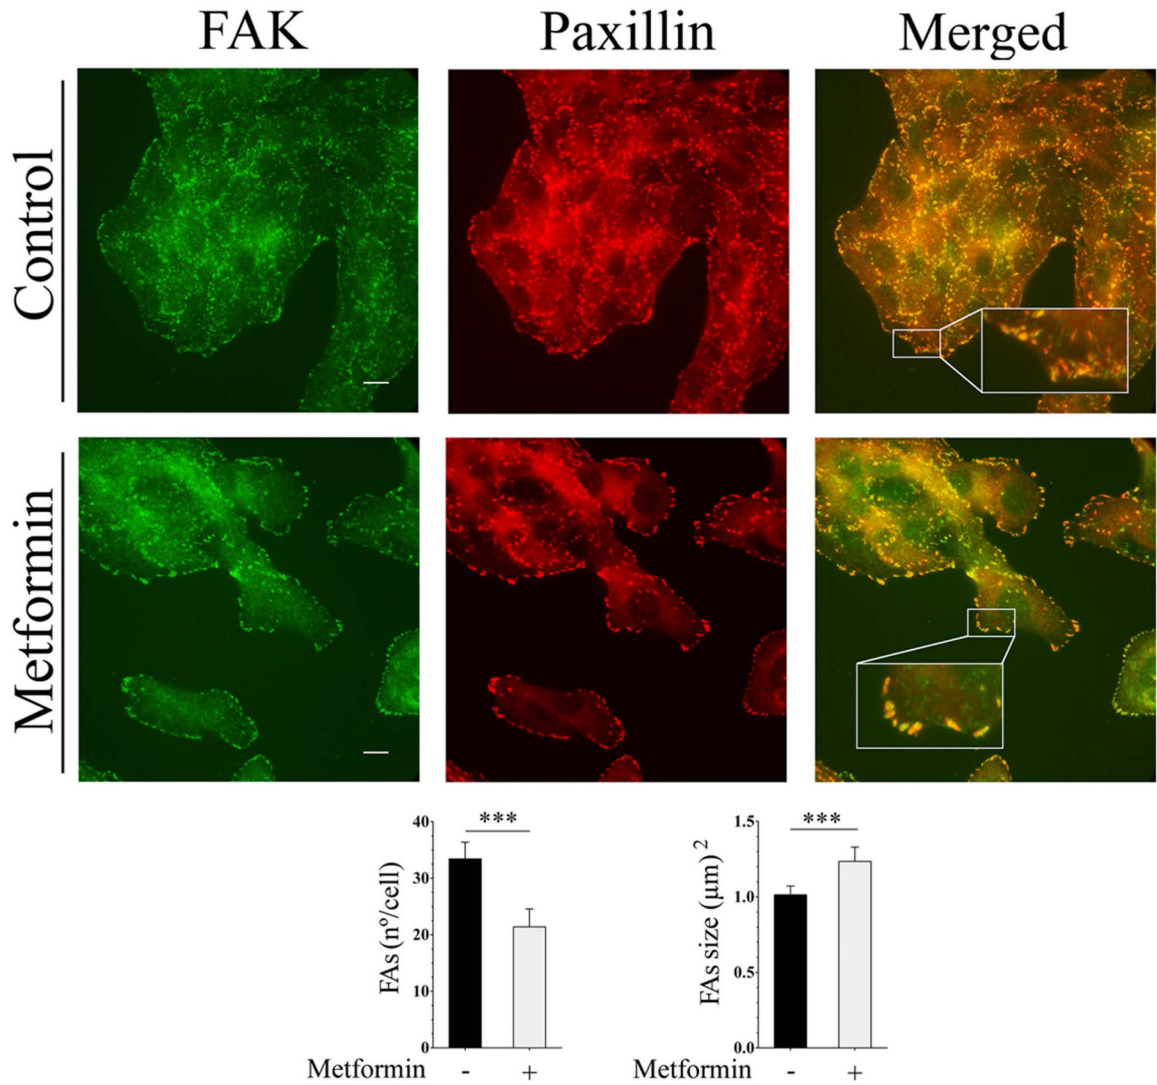 FAK Paxillin Merged
Control
Metformin
*** ***
FAs (nº/cell)
40
30
20
10
0
FAs size (μm)²
1.5
1.0
0.5
0.0
Metformin - +
Metformin - +